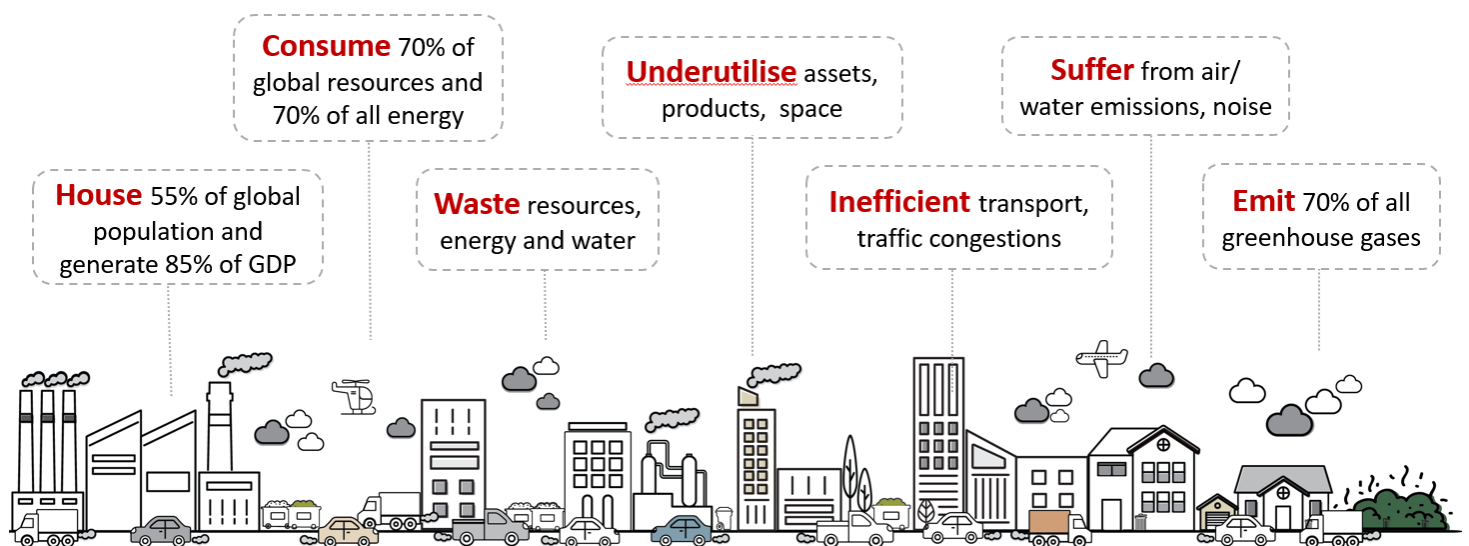 House 55% of global
population and
generate 85% of GDP
Consume 70% of
global resources and
70% of all energy
Waste resources,
energy and water
Underutilise assets,
products, space
Inefficient transport,
traffic congestions
Suffer from air/
water emissions, noise
Emit 70% of all
greenhouse gases